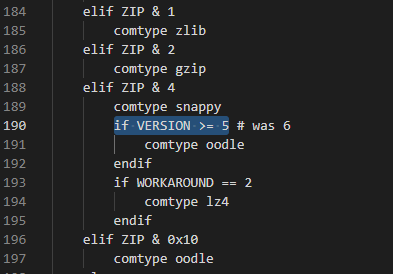 184 elif ZIP & 1
185 comtype zlib
186 elif ZIP & 2
187 comtype gzip
188 elif ZIP & 4
189 comtype snappy
190 if VERSION >= 5 # was 6
191 comtype oodle
192 endif
193 if WORKAROUND == 2
194 comtype lz4
195 endif
196 elif ZIP & 0x10
197 comtype oodle